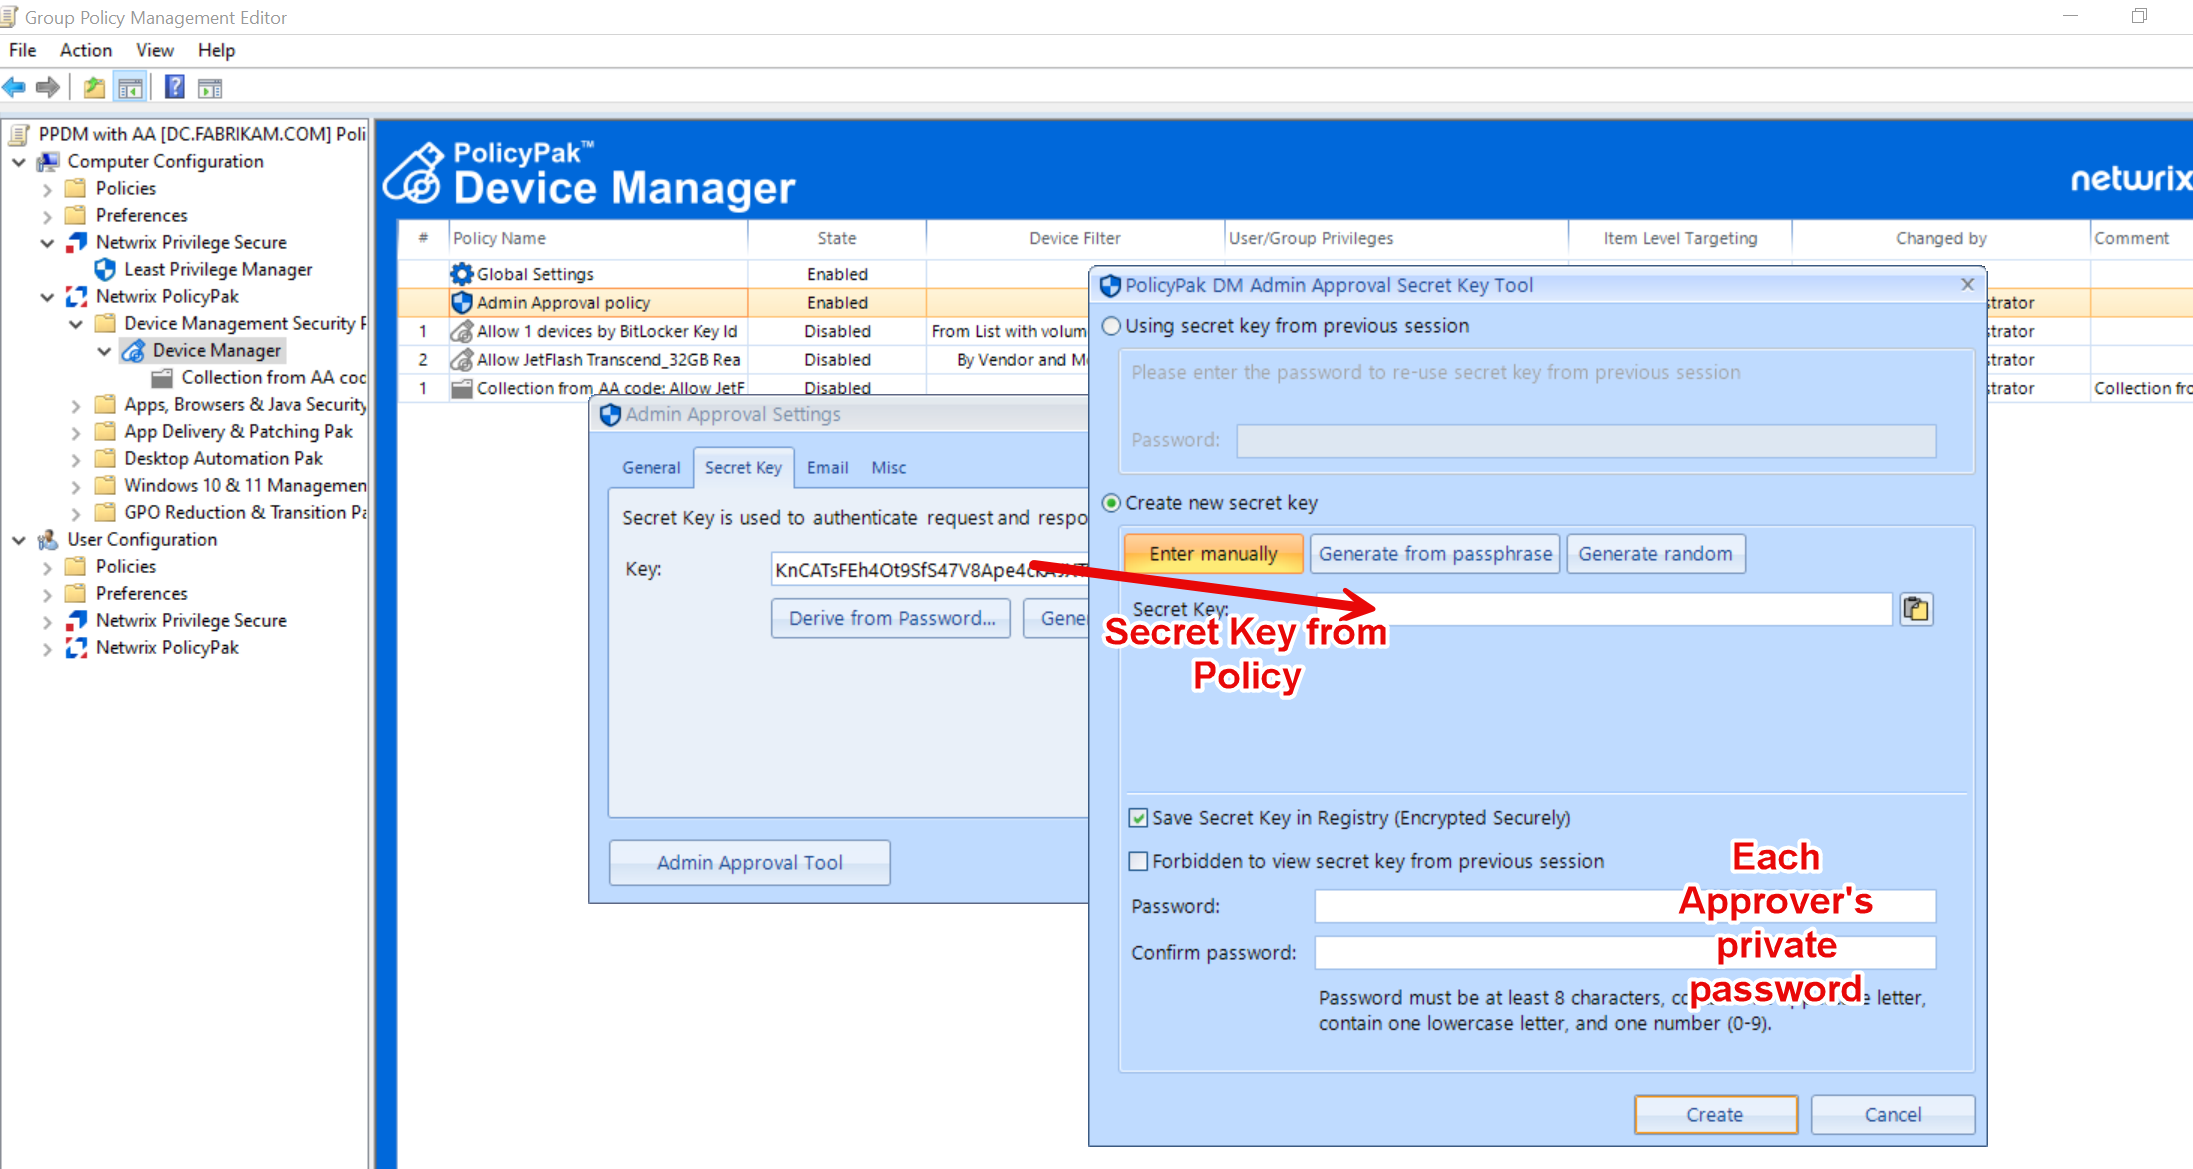 Group Policy Management Editor
File Action View Help
PPDM with AA [DC.FABRIKAM.COM] Poli
Computer Configuration
Policies
Preferences
Netwrix Privilege Secure
Least Privilege Manager
Netwrix PolicyPak
Device Management Security P
Device Manager
Collection from AA cod
Apps, Browsers & Java Security
App Delivery & Patching Pak
Desktop Automation Pak
Windows 10 & 11 Managemen
GPO Reduction & Transition Pa
User Configuration
Policies
Preferences
Netwrix Privilege Secure
Netwrix PolicyPak
PolicyPak™
Device Manager
netwrix
# Policy Name State Device Filter User/Group Privileges Item Level Targeting Changed by Comment
Global Settings Enabled
Admin Approval policy Enabled strator
1 Allow 1 devices by BitLocker Key Id Disabled From List with volum strator
2 Allow JetFlash Transcend_32GB Rea Disabled By Vendor and M strator
1 Collection from AA code: Allow JetF Disabled strator Collection fro
Admin Approval Settings
General Secret Key Email Misc
Secret Key is used to authenticate request and respo
Key:
Derive from Password... Gene
Admin Approval Tool
PolicyPak DM Admin Approval Secret Key Tool
Using secret key from previous session
Please enter the password to re-use secret key from previous session
Password:
Create new secret key
Enter manually Generate from passphrase Generate random
Secret Key:
Secret Key from
Policy
Save Secret Key in Registry (Encrypted Securely)
Forbidden to view secret key from previous session
Password:
Confirm password:
Each
Approver's
private
password
Password must be at least 8 characters, letter,
contain one lowercase letter, and one number (0-9).
Create Cancel